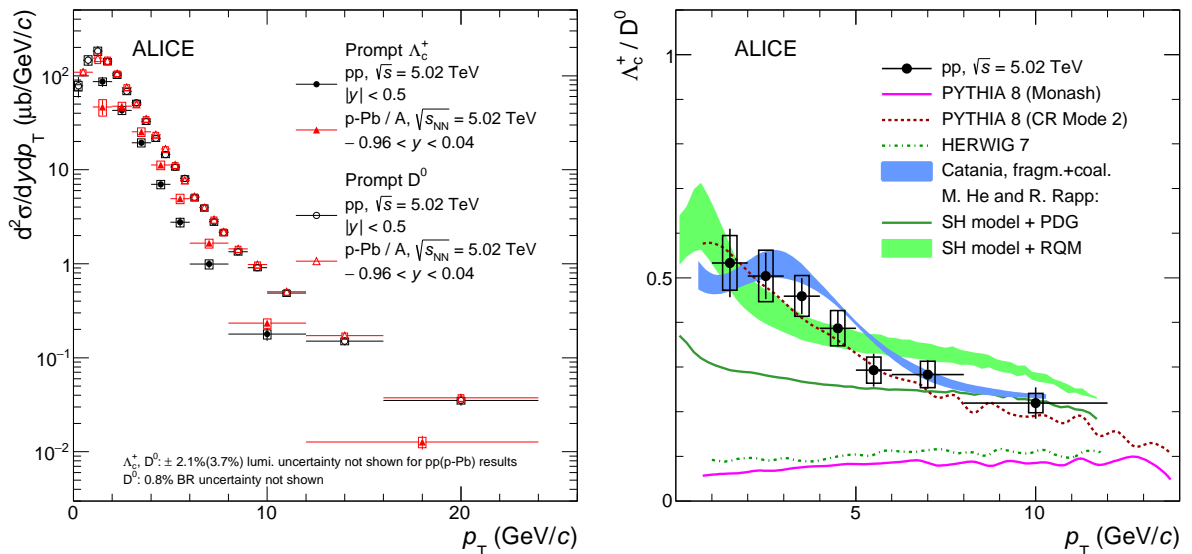 ALICE
Prompt Λc+
pp, √s = 5.02 TeV
|y| < 0.5
p-Pb / A, √sNN = 5.02 TeV
− 0.96 < y < 0.04
Prompt D0
pp, √s = 5.02 TeV
|y| < 0.5
p-Pb / A, √sNN = 5.02 TeV
− 0.96 < y < 0.04
Λc+, D0: ± 2.1%(3.7%) lumi. uncertainty not shown for pp(p-Pb) results
D0: 0.8% BR uncertainty not shown
d2σ/dydpT (μb/GeV/c)
10^2
10
1
10^−1
10^−2
0 10 20
pT (GeV/c)
ALICE
pp, √s = 5.02 TeV
PYTHIA 8 (Monash)
PYTHIA 8 (CR Mode 2)
HERWIG 7
Catania, fragm.+coal.
M. He and R. Rapp:
SH model + PDG
SH model + RQM
Λc+ / D0
1
0.5
0
5 10
pT (GeV/c)